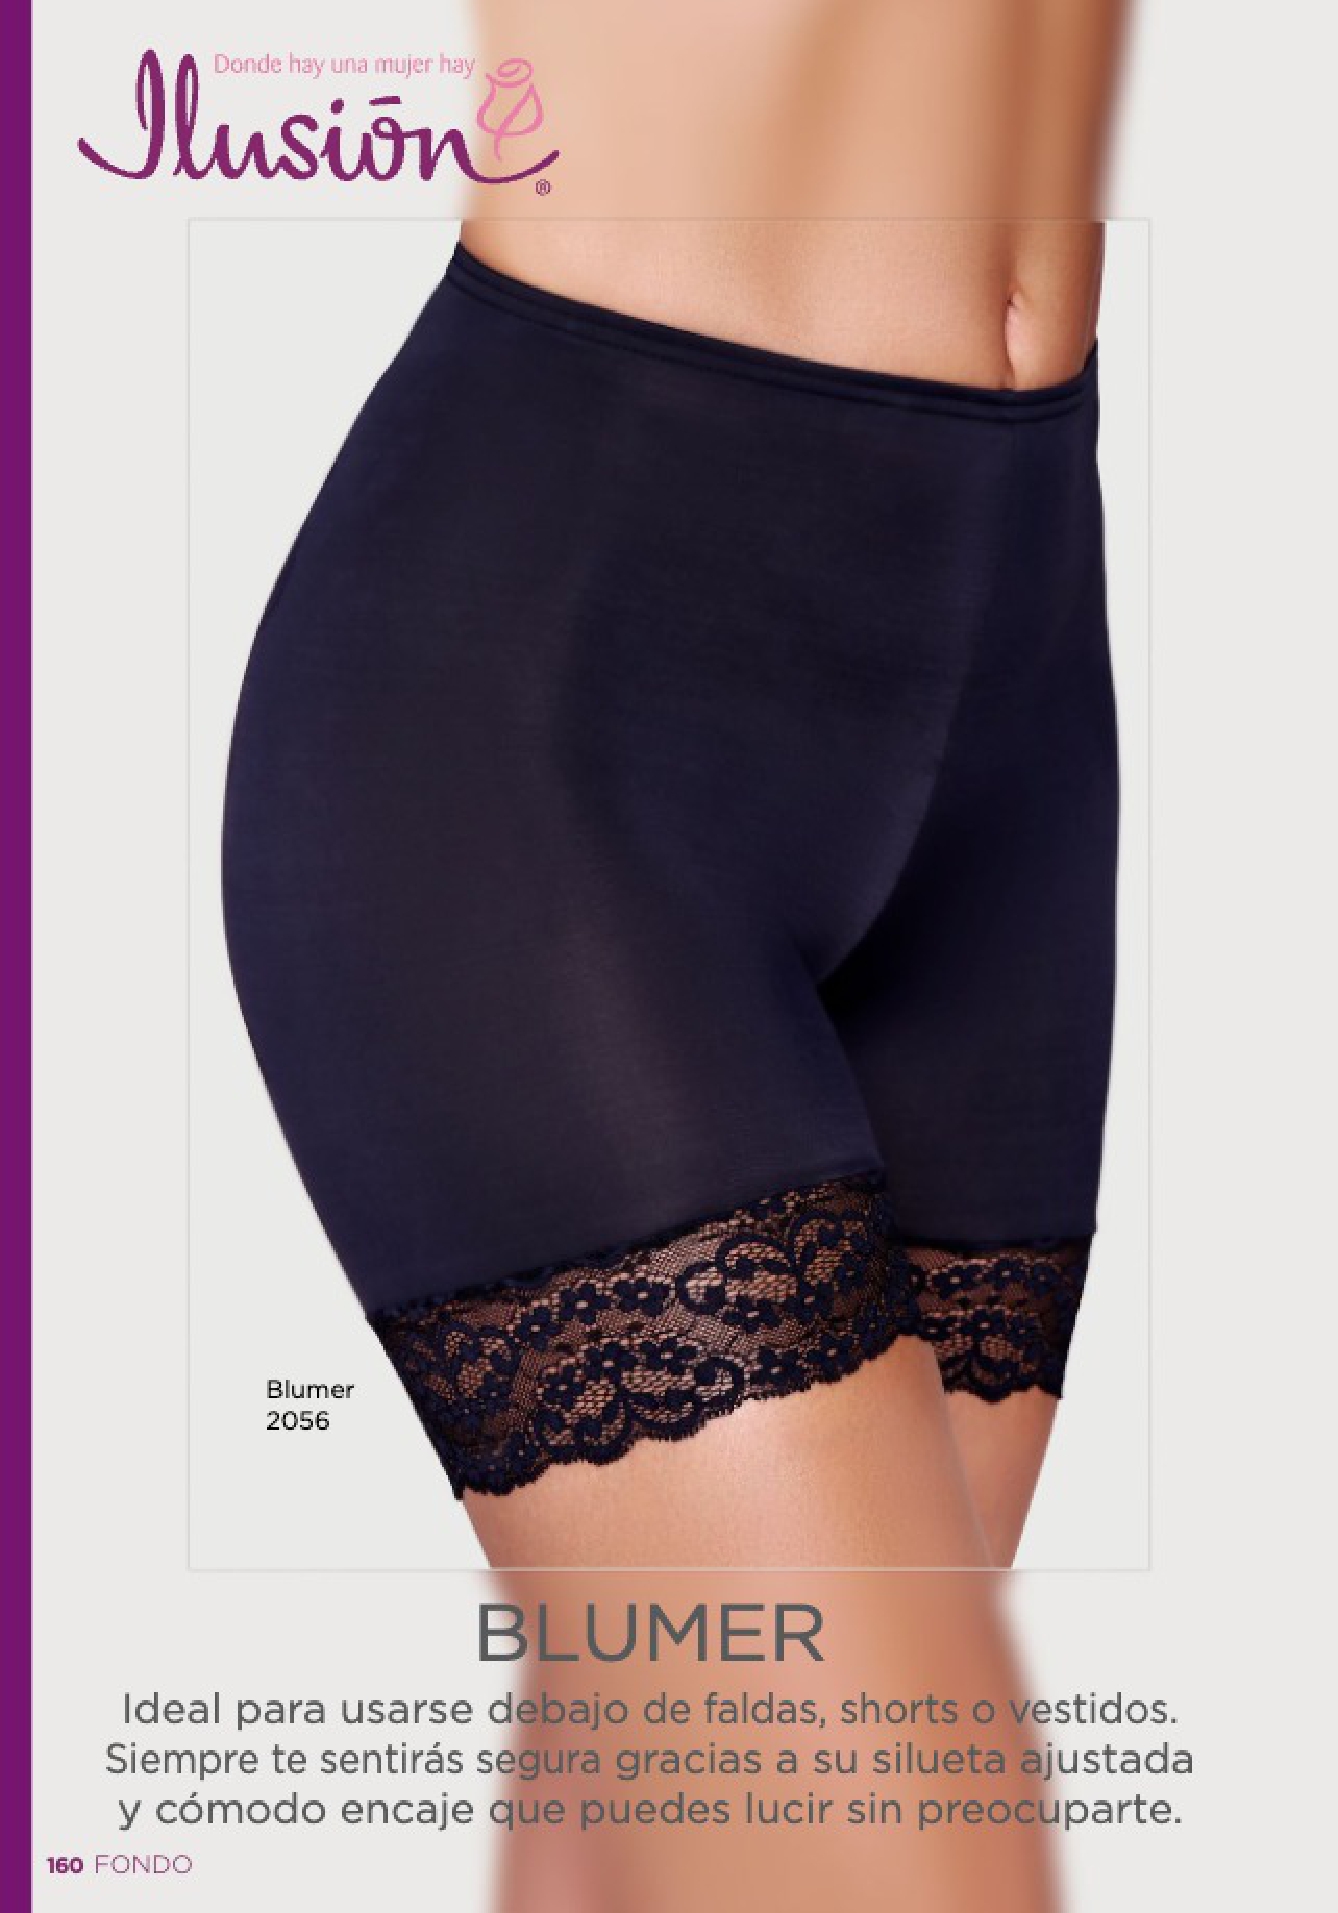 Donde hay una mujer hay
Ilusión
®
Blumer
2056
BLUMER
Ideal para usarse debajo de faldas, shorts o vestidos.
Siempre te sentirás segura gracias a su silueta ajustada
y cómodo encaje que puedes lucir sin preocuparte.
160 FONDO